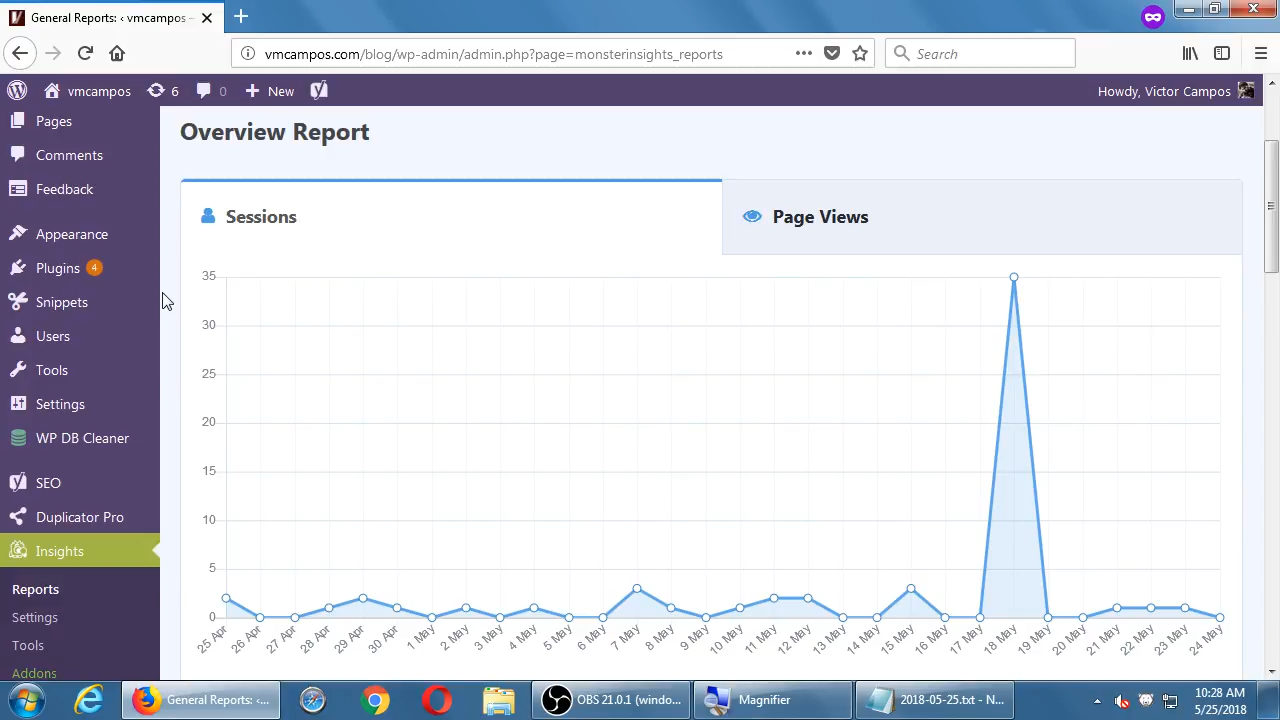 General Reports: ‹ vmcampos –
vmcampos.com/blog/wp-admin/admin.php?page=monsterinsights_reports
Search
vmcampos
6
0
New
Howdy, Victor Campos
Pages
Comments
Feedback
Appearance
Plugins 4
Snippets
Users
Tools
Settings
WP DB Cleaner
SEO
Duplicator Pro
Insights
Reports
Settings
Tools
Addons
Overview Report
Sessions
Page Views
35
30
25
20
15
10
5
0
25 Apr
26 Apr
27 Apr
28 Apr
29 Apr
30 Apr
1 May
2 May
3 May
4 May
5 May
6 May
7 May
8 May
9 May
10 May
11 May
12 May
13 May
14 May
15 May
16 May
17 May
18 May
19 May
20 May
21 May
22 May
23 May
24 May
General Reports: ‹...
OBS 21.0.1 (windo...
Magnifier
2018-05-25.txt - N...
10:28 AM
5/25/2018